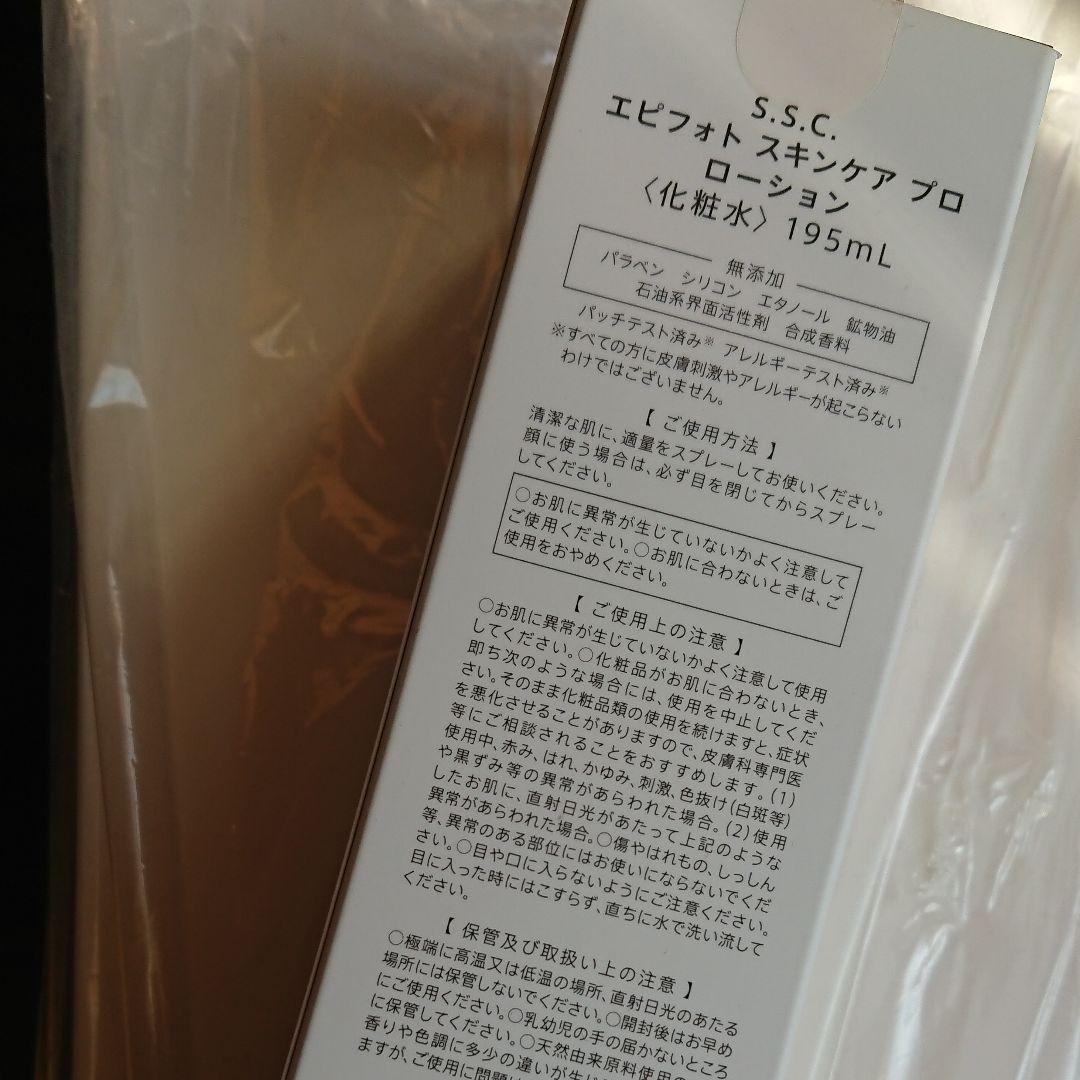 S.S.C.
エピフォト スキンケア プロ
ローション
〈化粧水〉195mL
無添加
パラベン シリコン エタノール 鉱物油
石油系界面活性剤 合成香料
パッチテスト済み※ アレルギーテスト済み※
※すべての方に皮膚刺激やアレルギーが起こらない
わけではございません。
【 ご使用方法 】
清潔な肌に、適量をスプレーしてお使いください。
顔に使う場合は、必ず目を閉じてからスプレー
してください。
○お肌に異常が生じていないかよく注意して
ご使用ください。○お肌に合わないときは、ご
使用をおやめください。
【 ご使用上の注意 】
○お肌に異常が生じていないかよく注意して使用
してください。○化粧品がお肌に合わないとき、
即ち次のような場合には、使用を中止してくだ
さい。そのまま化粧品類の使用を続けますと、症状
を悪化させることがありますので、皮膚科専門医
等にご相談されることをおすすめします。(1)
使用中、赤み、はれ、かゆみ、刺激、色抜け(白斑等)
や黒ずみ等の異常があらわれた場合。(2)使用
したお肌に、直射日光があたって上記のような
異常があらわれた場合。○傷やはれもの、しっしん
等、異常のある部位にはお使いにならないでくだ
さい。○目や口に入らないようにご注意ください。
目に入った時にはこすらず、直ちに水で洗い流して
ください。
【 保管及び取扱い上の注意 】
○極端に高温又は低温の場所、直射日光のあたる
場所には保管しないでください。○開封後はお早め
にご使用ください。○乳幼児の手の届かないところ
に保管してください。○天然由来原料使用の
香りや色調に多少の違いが生じ
ますが、ご使用に問題